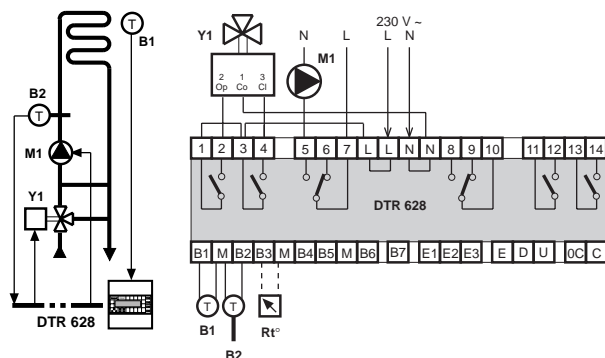 T
B1
B2
T
M1
Y1
DTR 628
Y1
2 1 3
Op Co Cl
N
M1
L
230 V ~
L N
1 2 3 4 5 6 7 L L N N 8 9 10 11 12 13 14
DTR 628
B1 M B2 B3 M B4 B5 M B6 B7 E1 E2 E3 E D U 0C C
T T
B1
Rt°
B2